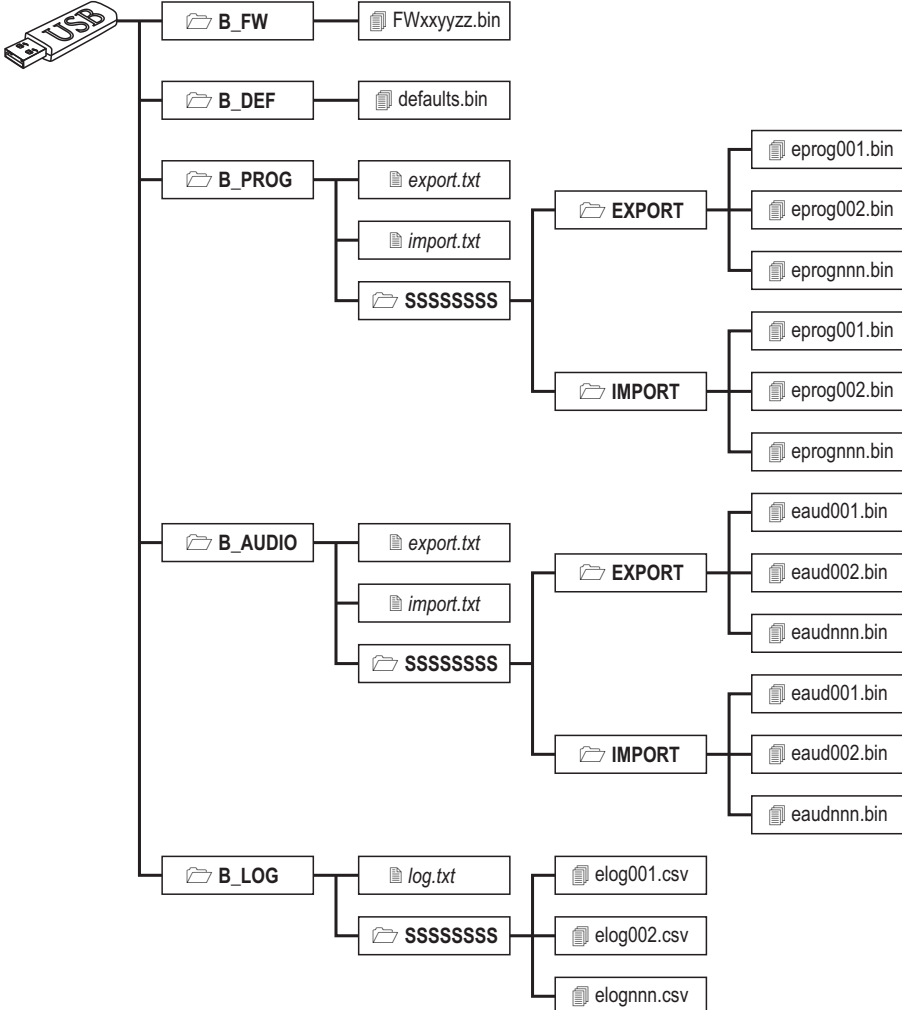 USB
B_FW
FWxxyyzz.bin
B_DEF
defaults.bin
B_PROG
export.txt
import.txt
SSSSSSSS
EXPORT
eprog001.bin
eprog002.bin
eprognnn.bin
IMPORT
eprog001.bin
eprog002.bin
eprognnn.bin
B_AUDIO
export.txt
import.txt
SSSSSSSS
EXPORT
eaud001.bin
eaud002.bin
eaudnnn.bin
IMPORT
eaud001.bin
eaud002.bin
eaudnnn.bin
B_LOG
log.txt
SSSSSSSS
elog001.csv
elog002.csv
elognnn.csv